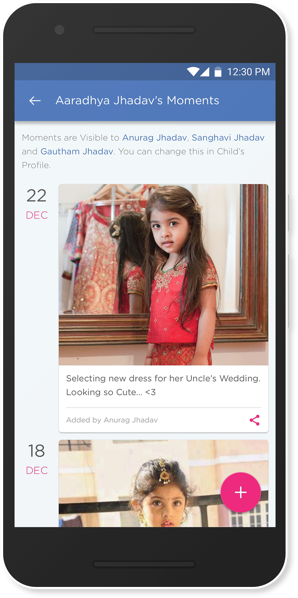 12:30 PM
Aaradhya Jhadav's Moments
Moments are Visible to Anurag Jhadav, Sanghavi Jhadav
and Gautham Jhadav. You can change this in Child's
Profile.
22
DEC
Selecting new dress for her Uncle's Wedding.
Looking so Cute... <3
Added by Anurag Jhadav
18
DEC